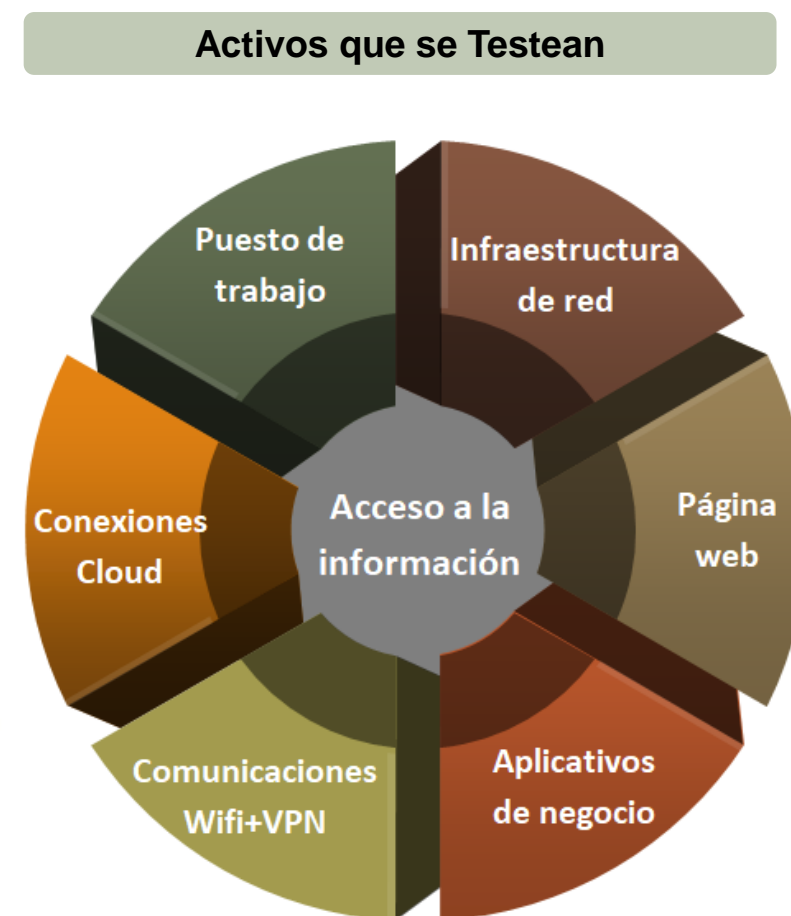 Activos que se Testean
Puesto de
trabajo
Infraestructura
de red
Conexiones
Cloud
Acceso a la
información
Página
web
Comunicaciones
Wifi+VPN
Aplicativos
de negocio